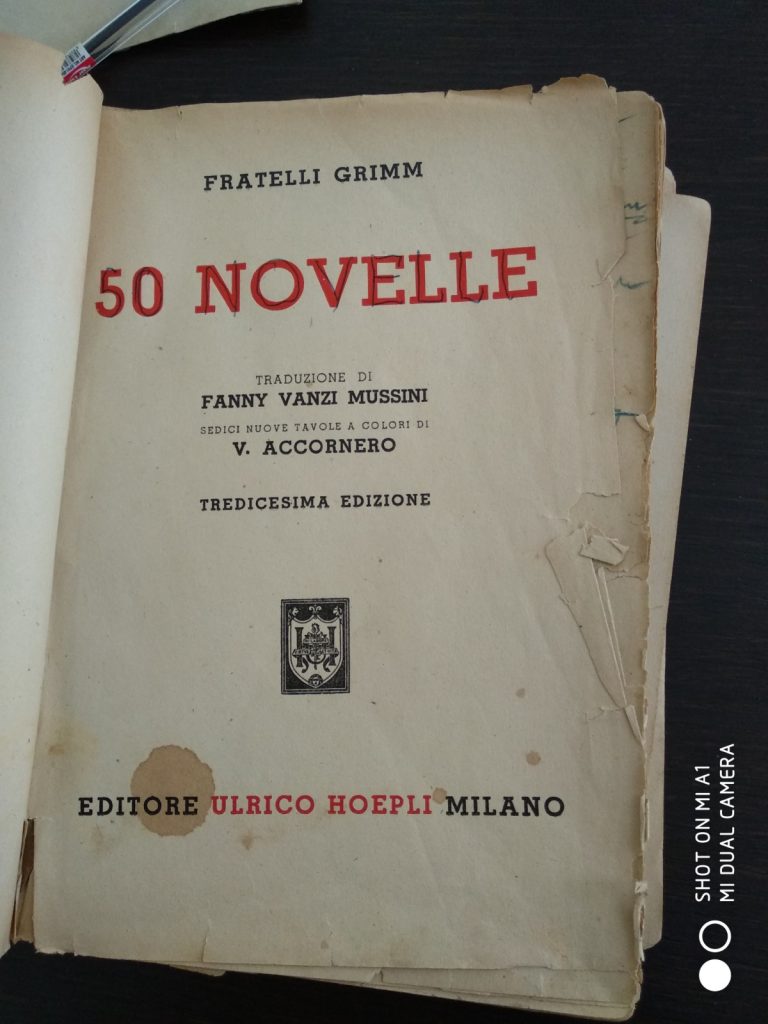 FRATELLI GRIMM
50 NOVELLE
TRADUZIONE DI
FANNY VANZI MUSSINI
SEDICI NUOVE TAVOLE A COLORI DI
V. ACCORNERO
TREDICESIMA EDIZIONE
EDITORE ULRICO HOEPLI MILANO
SHOT ON MI A1
MI DUAL CAMERA